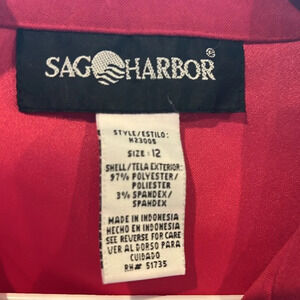 SAG HARBOR®
STYLE/ESTILO:
H2300S
SIZE: 12
SHELL/TELA EXTERIOR:
97% POLYESTER/
POLIESTER
3% SPANDEX/
SPANDEX
MADE IN INDONESIA
HECHO EN INDONESIA
SEE REVERSE FOR CARE
VER AL DORSO PARA
CUIDADO
RN# 51735